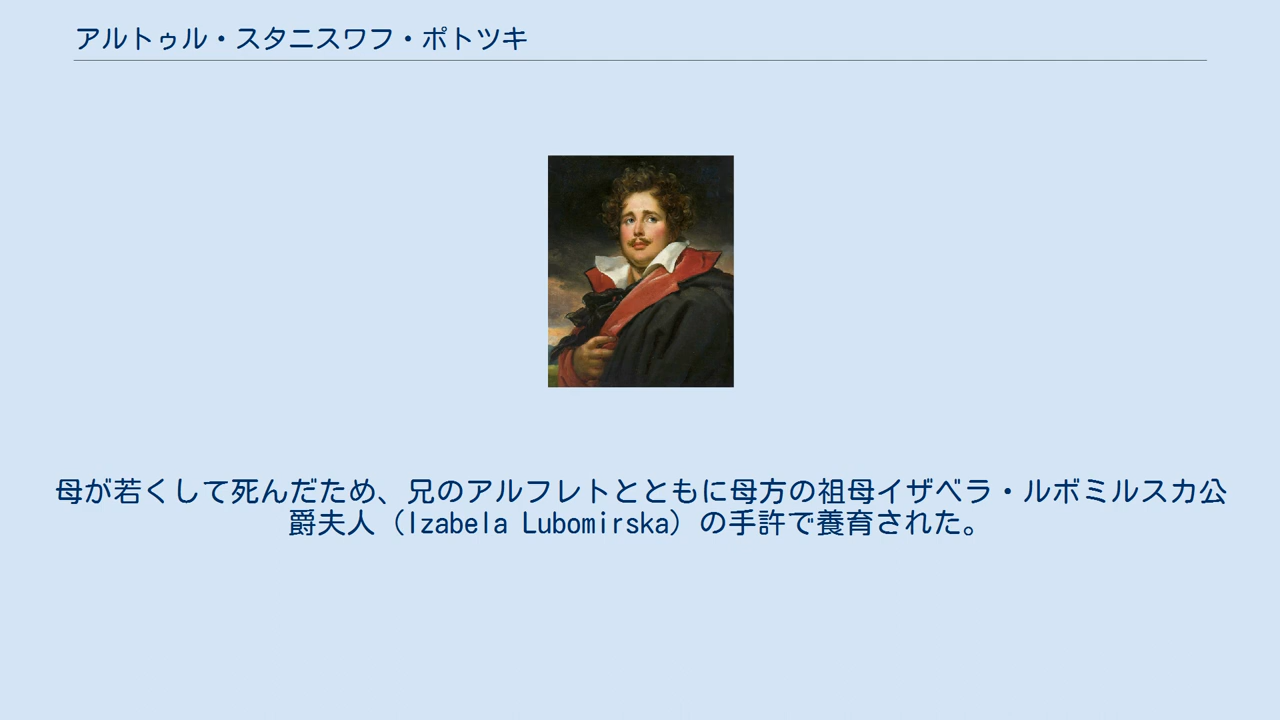 アルトゥル・スタニスワフ・ポトツキ
母が若くして死んだため、兄のアルフレトとともに母方の祖母イザベラ・ルボミルスカ公
爵夫人（Izabela Lubomirska）の手許で養育された。